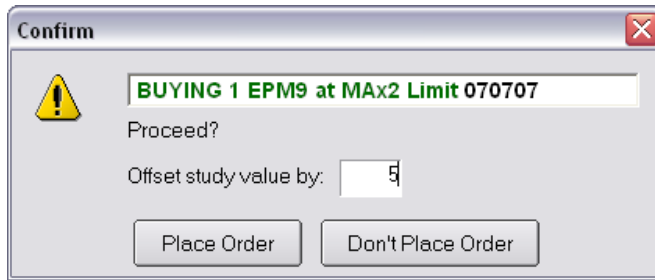 Confirm
BUYING 1 EPM9 at MAx2 Limit 070707
Proceed?
Offset study value by: 5
Place Order Don't Place Order